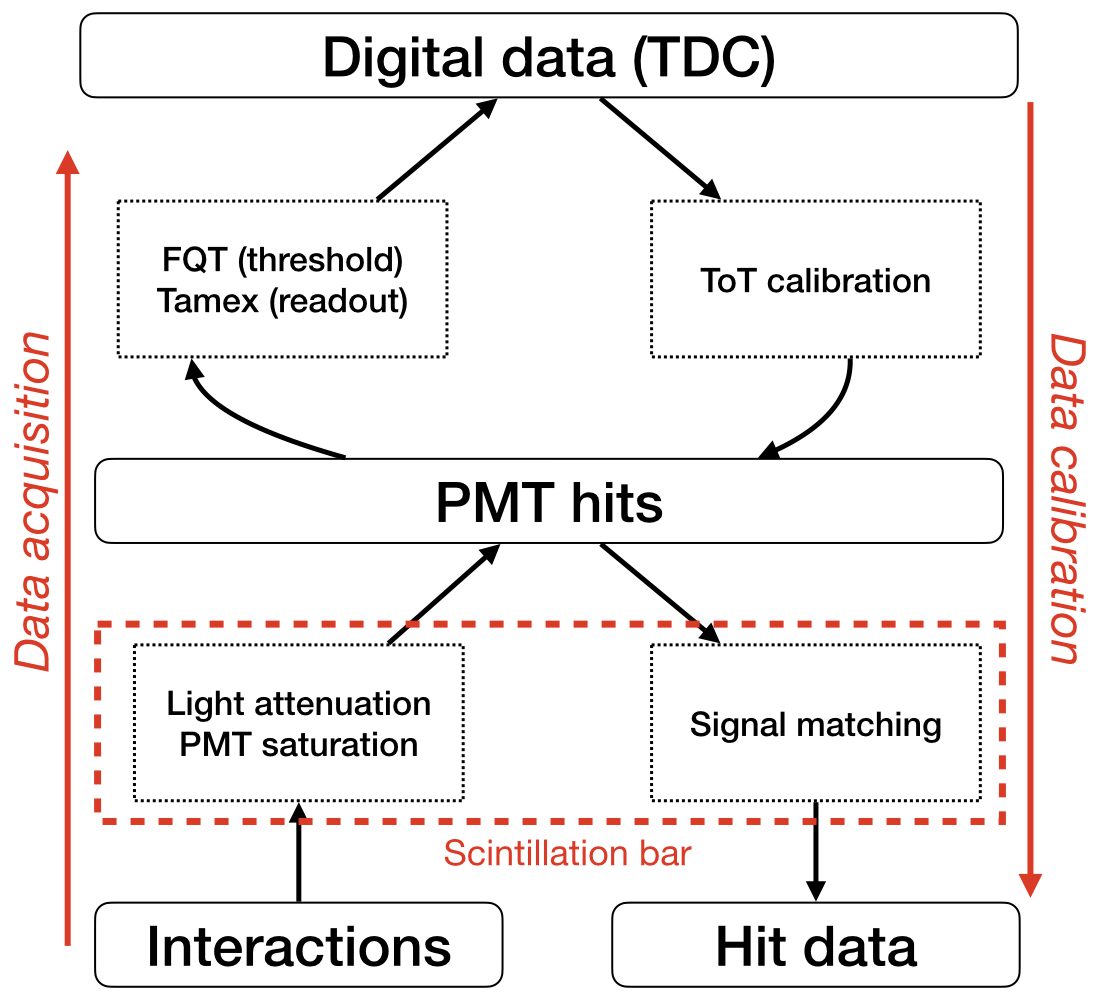 Digital data (TDC)
FQT (threshold)
Tamex (readout)
ToT calibration
Data acquisition
Data calibration
PMT hits
Light attenuation
PMT saturation
Signal matching
Scintillation bar
Interactions
Hit data